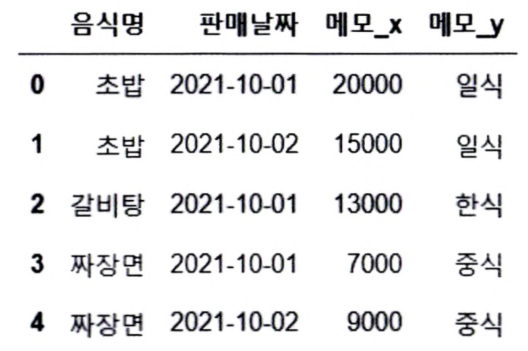 음식명 판매날짜 메모_x 메모_y
0 초밥 2021-10-01 20000 일식
1 초밥 2021-10-02 15000 일식
2 갈비탕 2021-10-01 13000 한식
3 짜장면 2021-10-01 7000 중식
4 짜장면 2021-10-02 9000 중식